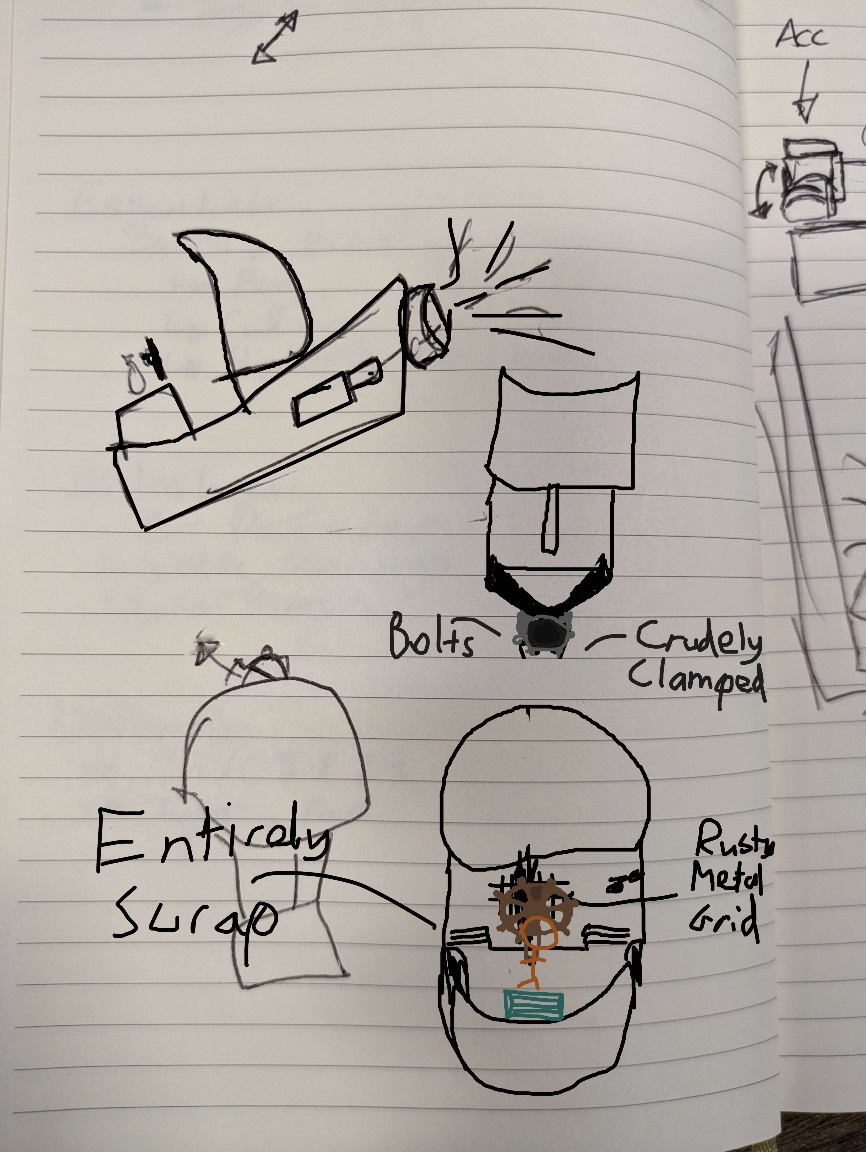 Acc
Bolts
Crudely
Clamped
Entirely
Scrap
Rusty
Metal
Grid